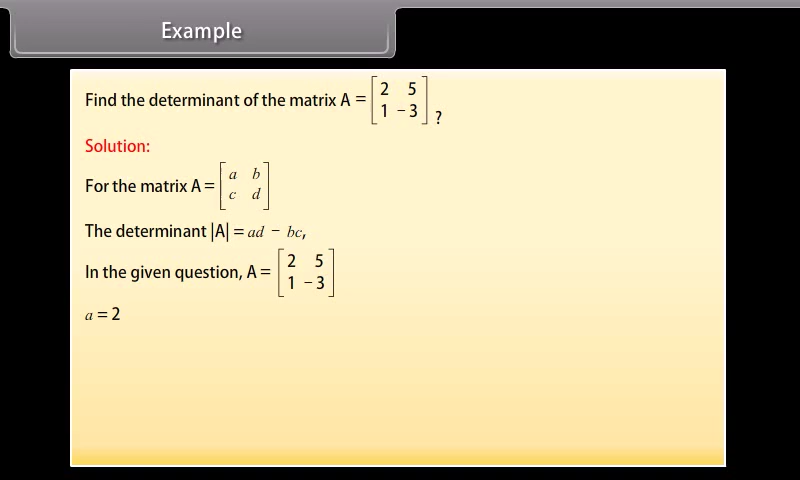 Example
Find the determinant of the matrix A = [2 5
1 −3] ?
Solution:
For the matrix A = [a b
c d]
The determinant |A| = ad − bc,
In the given question, A = [2 5
1 −3]
a = 2